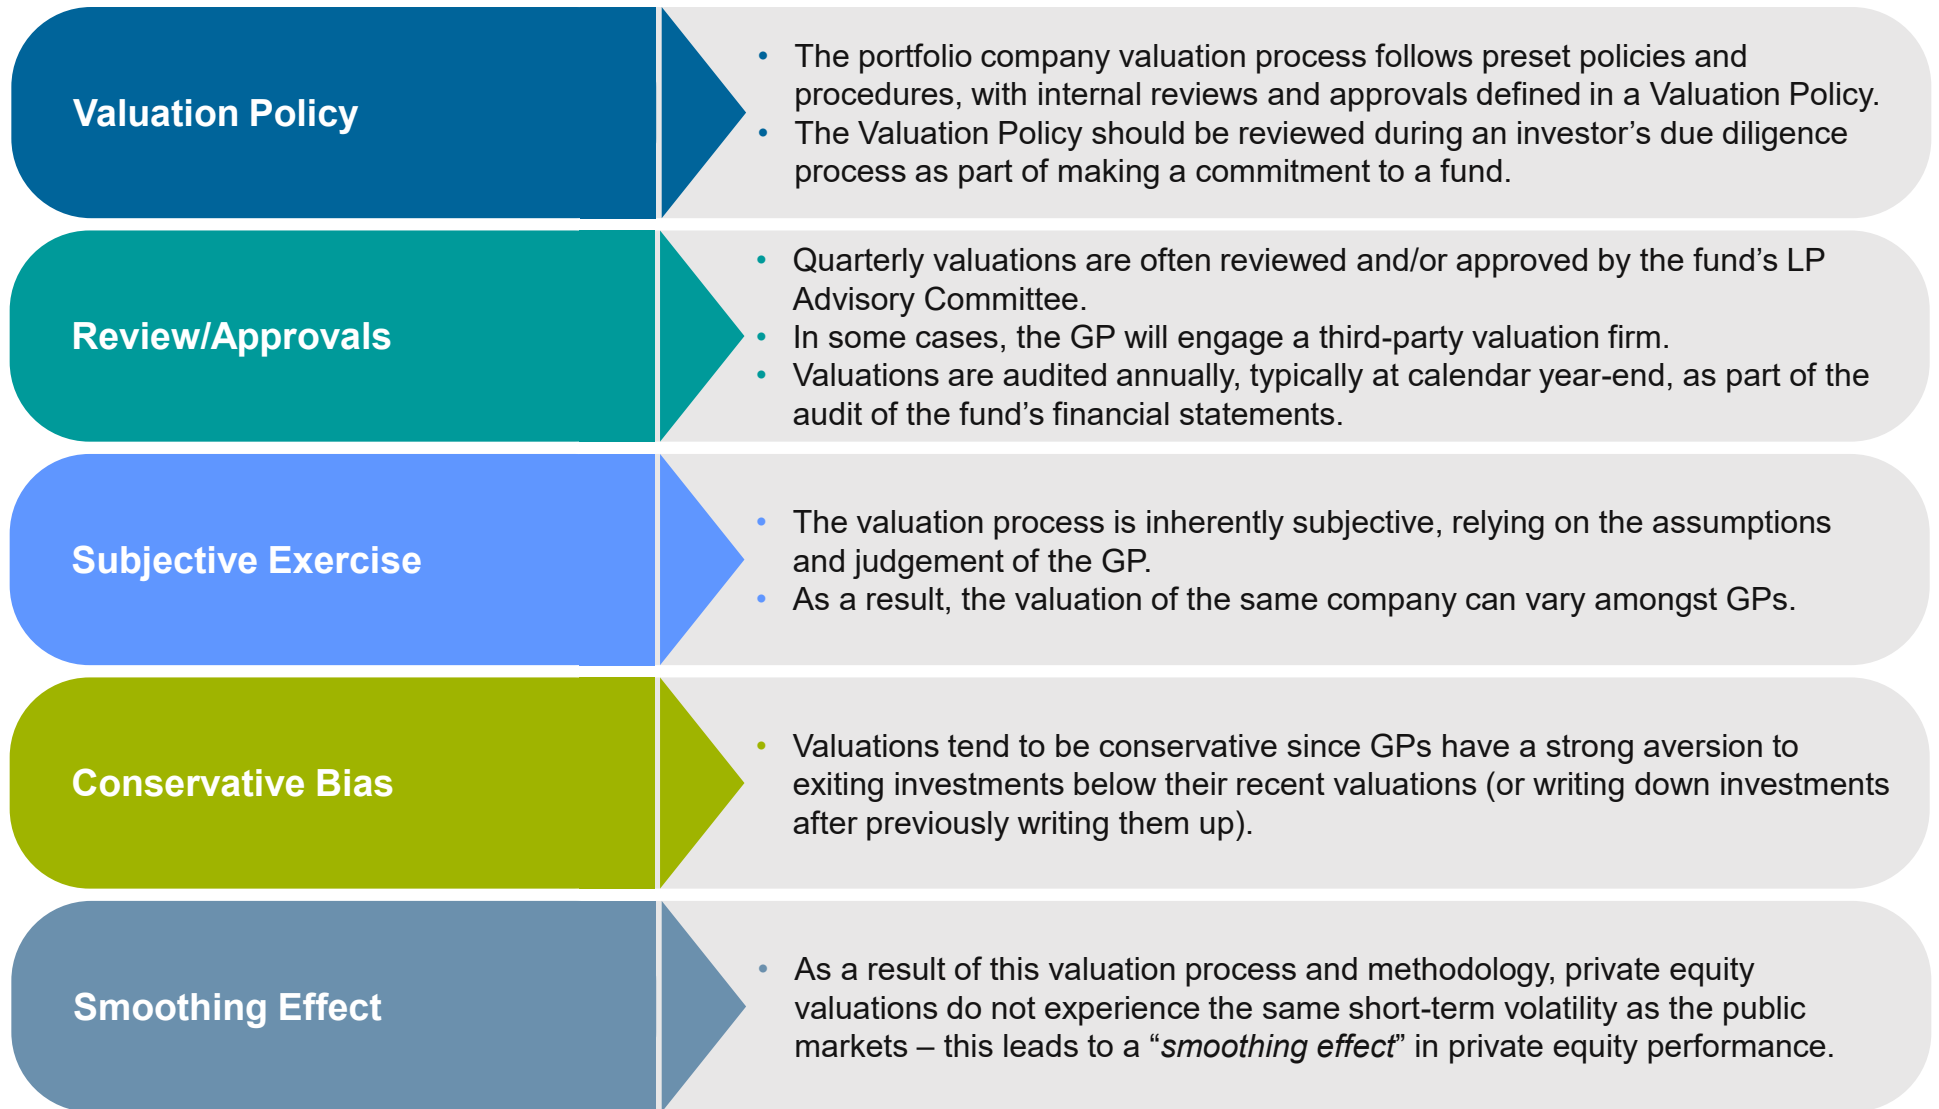 Valuation Policy
• The portfolio company valuation process follows preset policies and
procedures, with internal reviews and approvals defined in a Valuation Policy.
• The Valuation Policy should be reviewed during an investor’s due diligence
process as part of making a commitment to a fund.
Review/Approvals
• Quarterly valuations are often reviewed and/or approved by the fund’s LP
Advisory Committee.
• In some cases, the GP will engage a third-party valuation firm.
• Valuations are audited annually, typically at calendar year-end, as part of the
audit of the fund’s financial statements.
Subjective Exercise
• The valuation process is inherently subjective, relying on the assumptions
and judgement of the GP.
• As a result, the valuation of the same company can vary amongst GPs.
Conservative Bias
• Valuations tend to be conservative since GPs have a strong aversion to
exiting investments below their recent valuations (or writing down investments
after previously writing them up).
Smoothing Effect
• As a result of this valuation process and methodology, private equity
valuations do not experience the same short-term volatility as the public
markets – this leads to a “smoothing effect” in private equity performance.